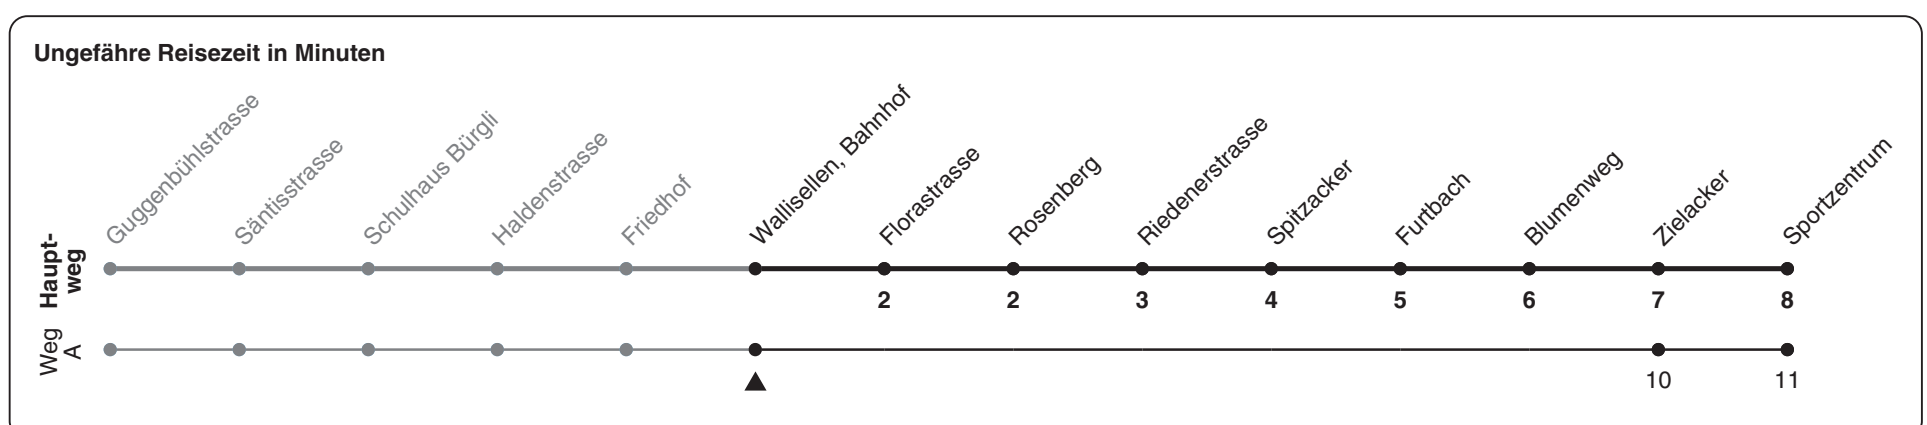 Ungefähre Reisezeit in Minuten
Guggenbühlstrasse
Säntisstrasse
Schulhaus Bürgli
Haldenstrasse
Friedhof
Wallisellen, Bahnhof
Florastrasse
Rosenberg
Riedenerstrasse
Spitzacker
Furtbach
Blumenweg
Zielacker
Sportzentrum
Haupt-
weg
2 2 3 4 5 6 7 8
Weg
A
10 11